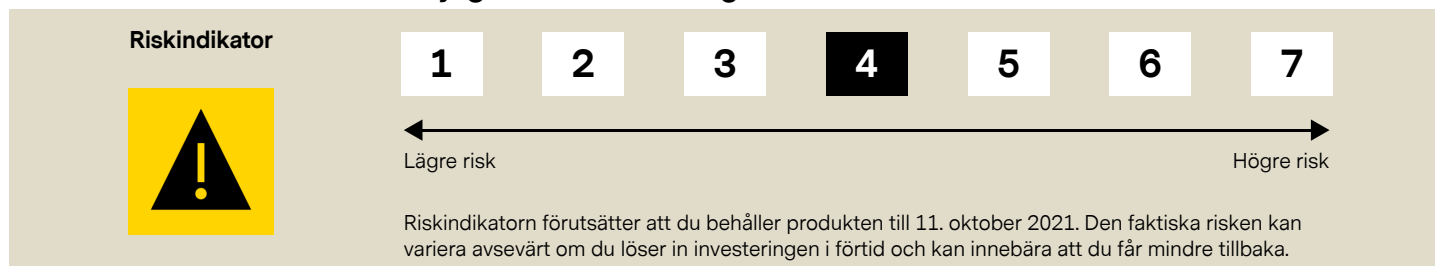 Riskindikator
1 2 3 4 5 6 7
Lägre risk Högre risk
Riskindikatorn förutsätter att du behåller produkten till 11. oktober 2021. Den faktiska risken kan
variera avsevärt om du löser in investeringen i förtid och kan innebära att du får mindre tillbaka.